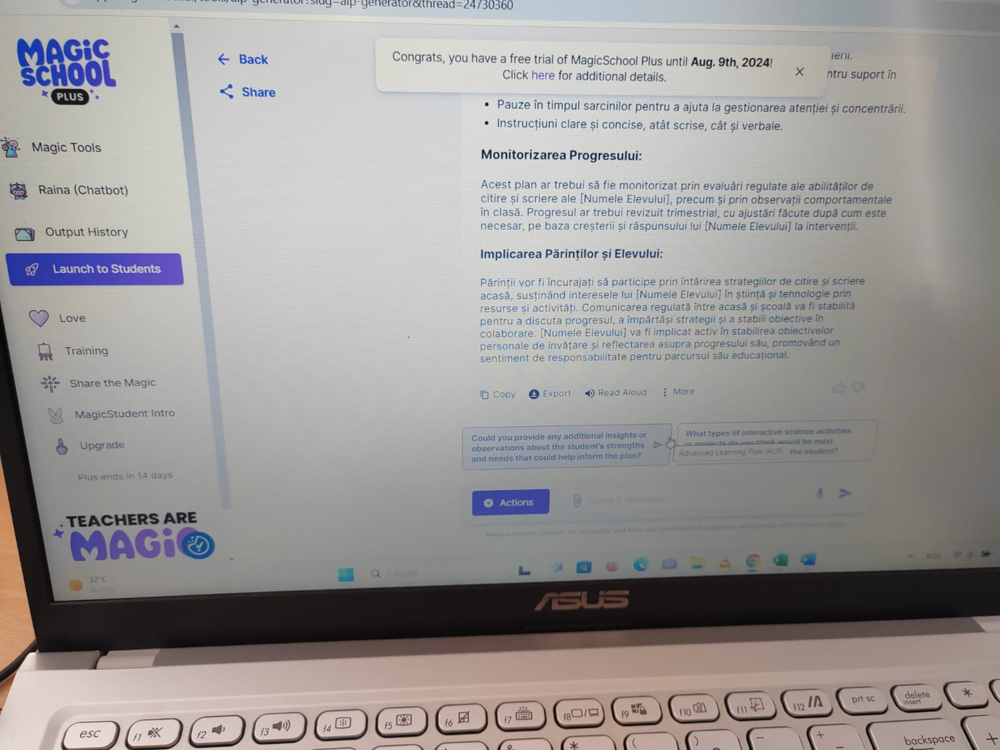 alp-generator&thread=24730360
MAGiC
SCHOOL
PLUS
Magic Tools
Raina (Chatbot)
Output History
Launch to Students
Love
Training
Share the Magic
MagicStudent Intro
Upgrade
Plus ends in 14 days
TEACHERS ARE
MAGiC
Back
Share
Congrats, you have a free trial of MagicSchool Plus until Aug. 9th, 2024!
Click here for additional details.
ntru suport în
• Pauze în timpul sarcinilor pentru a ajuta la gestionarea atenției și concentrării.
• Instrucțiuni clare și concise, atât scrise, cât și verbale.
Monitorizarea Progresului:
Acest plan ar trebui să fie monitorizat prin evaluări regulate ale abilităților de
citire și scriere ale [Numele Elevului], precum și prin observații comportamentale
în clasă. Progresul ar trebui revizuit trimestrial, cu ajustări făcute după cum este
necesar, pe baza creșterii și răspunsului lui [Numele Elevului] la intervenții.
Implicarea Părinților și Elevului:
Părinții vor fi încurajați să participe prin întărirea strategiilor de citire și scriere
acasă, susținând interesele lui [Numele Elevului] în știință și tehnologie prin
resurse și activități. Comunicarea regulată între acasă și școală va fi stabilită
pentru a discuta progresul, a împărtăși strategii și a stabili obiective în
colaborare. [Numele Elevului] va fi implicat activ în stabilirea obiectivelor
personale de învățare și reflectarea asupra progresului său, promovând un
sentiment de responsabilitate pentru parcursul său educațional.
Copy Export Read Aloud More
Could you provide any additional insights or
observations about the student's strengths
and needs that could help inform the plan?
What types of interactive science activities
or projects do you think would be most
Advanced Learning Plan (ALP) the student?
Actions Send a message
32°C
Sunny
Căutați
ROU
ASUS
esc f1 f2 f3 f4 f5 f6 f7 f8 f9 f10 f11 f12 prt sc delete
insert
*
& * ( ) − + backspace +